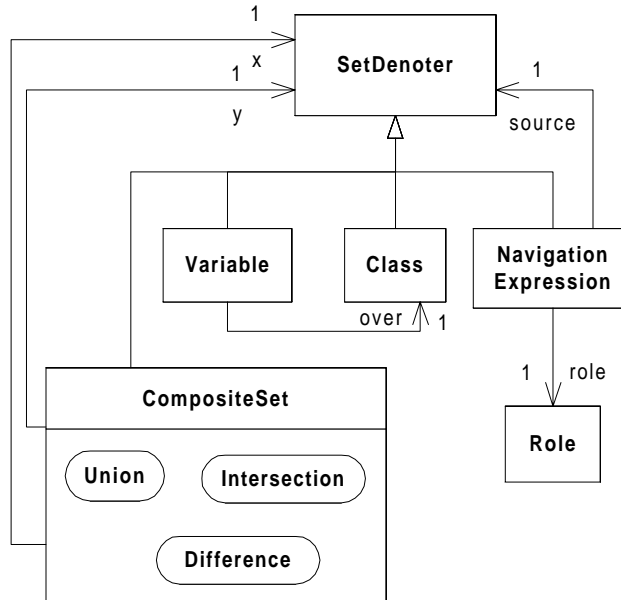 1
x
SetDenoter
1
y
1
source
Variable
Class
Navigation
Expression
over
1
1
role
CompositeSet
Role
Union
Intersection
Difference